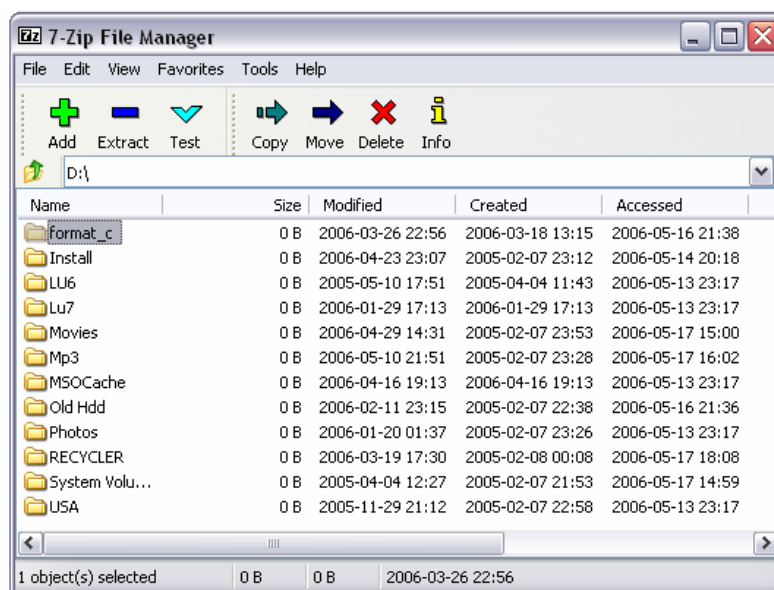 7z 7-Zip File Manager
File Edit View Favorites Tools Help
Add Extract Test Copy Move Delete Info
D:\
Name Size Modified Created Accessed
format_c 0 B 2006-03-26 22:56 2006-03-18 13:15 2006-05-16 21:38
Install 0 B 2006-04-23 23:07 2005-02-07 23:12 2006-05-14 20:18
LU6 0 B 2005-05-10 17:51 2005-04-04 11:43 2006-05-13 23:17
Lu7 0 B 2006-01-29 17:13 2006-01-29 17:13 2006-05-13 23:17
Movies 0 B 2006-04-29 14:31 2005-02-07 23:53 2006-05-17 15:00
Mp3 0 B 2006-05-10 21:51 2005-02-07 23:28 2006-05-17 16:02
MSOCache 0 B 2006-04-16 19:13 2006-04-16 19:13 2006-05-13 23:17
Old Hdd 0 B 2006-02-11 23:15 2005-02-07 22:38 2006-05-16 21:36
Photos 0 B 2006-01-20 01:37 2005-02-07 23:26 2006-05-13 23:17
RECYCLER 0 B 2006-03-19 17:30 2005-02-08 00:08 2006-05-17 18:08
System Volu... 0 B 2005-04-04 12:27 2005-02-07 21:53 2006-05-17 14:59
USA 0 B 2005-11-29 21:12 2005-02-07 22:58 2006-05-13 23:17
1 object(s) selected 0 B 0 B 2006-03-26 22:56